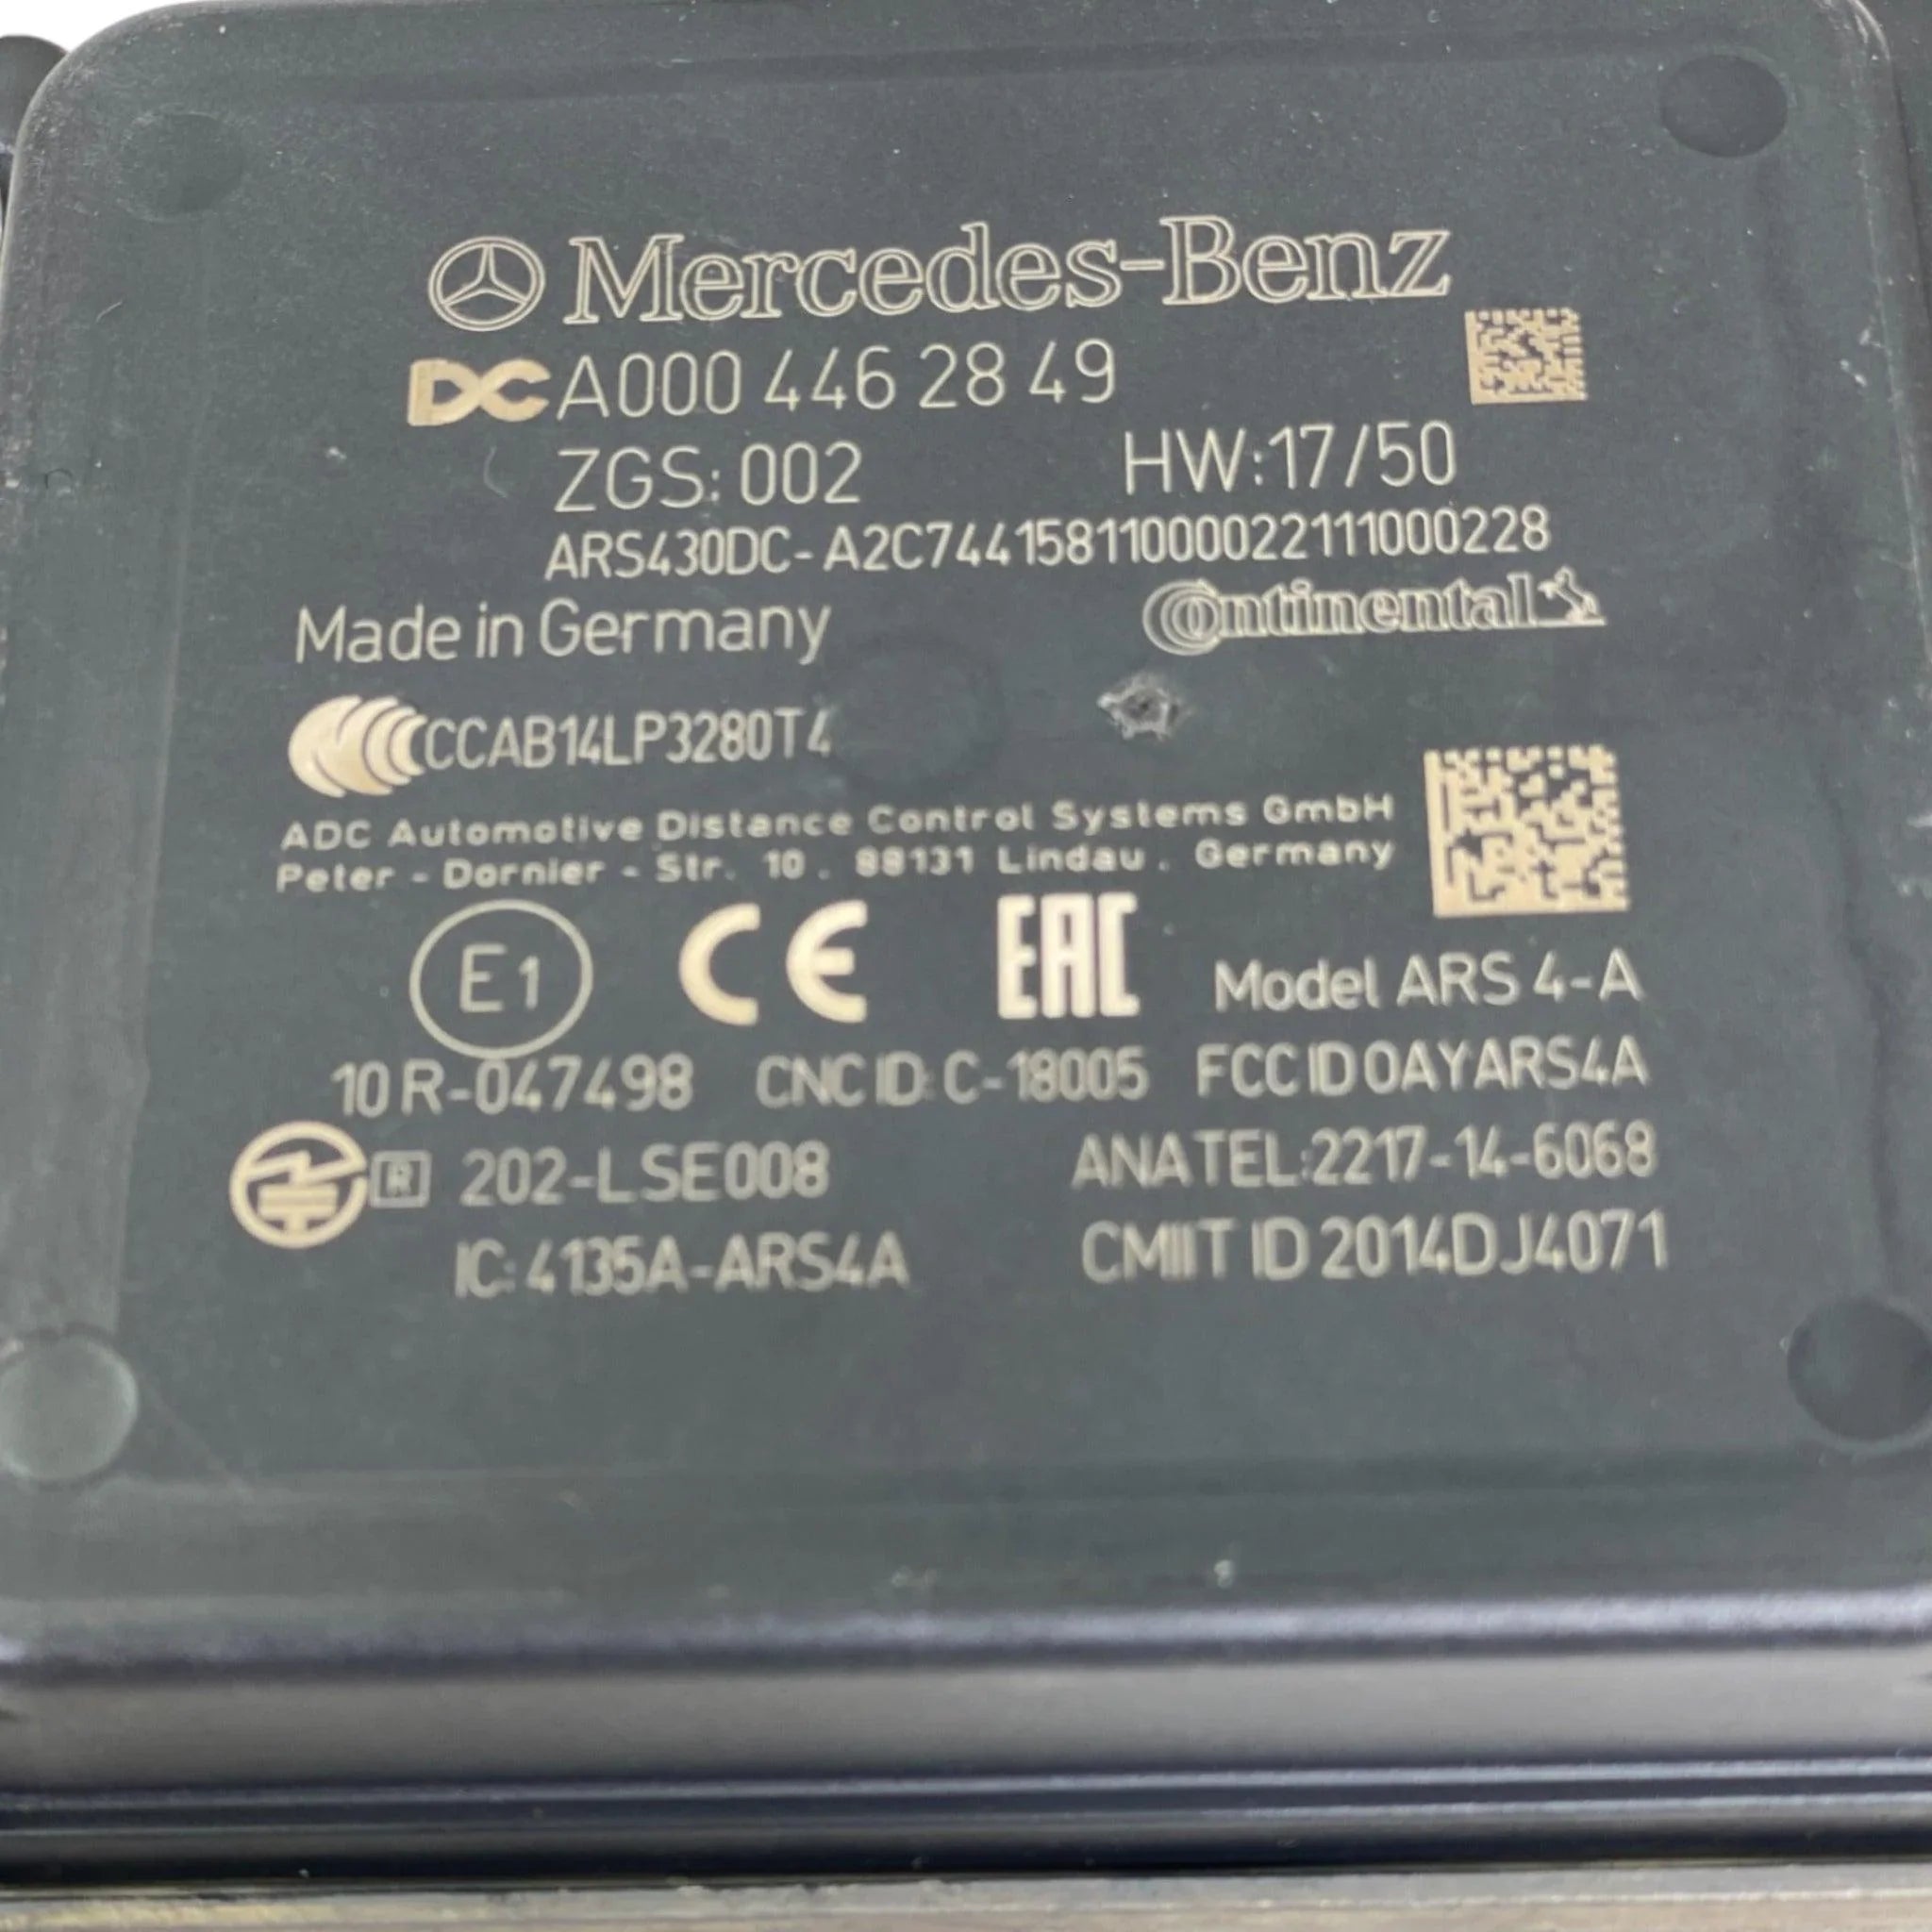 Mercedes-Benz
DC A000 446 28 49
ZGS: 002 HW:17/50
ARS430DC- A2C74415811000022111000228
Made in Germany Continental
CCAB14LP3280T4
ADC Automotive Distance Control Systems GmbH
Peter - Dornier - Str. 10 . 88131 Lindau . Germany
E1 CE EAC Model ARS 4-A
10 R-047498 CNC ID: C-18005 FCC ID OAYARS4A
R 202-LSE008 ANATEL:2217-14-6068
IC: 4135A-ARS4A CMIIT ID 2014DJ4071